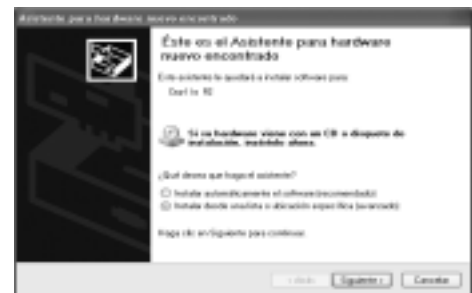 Asistente para hardware nuevo encontrado
Éste es el Asistente para hardware
nuevo encontrado
Este asistente le ayudará a instalar software para:
Si su hardware viene con un CD o disquete de
instalación, insértelo ahora.
¿Qué desea que haga el asistente?
Instalar automáticamente el software (recomendado)
Instalar desde una lista o ubicación específica (avanzado)
Haga clic en Siguiente para continuar.
< Atrás
Siguiente >
Cancelar